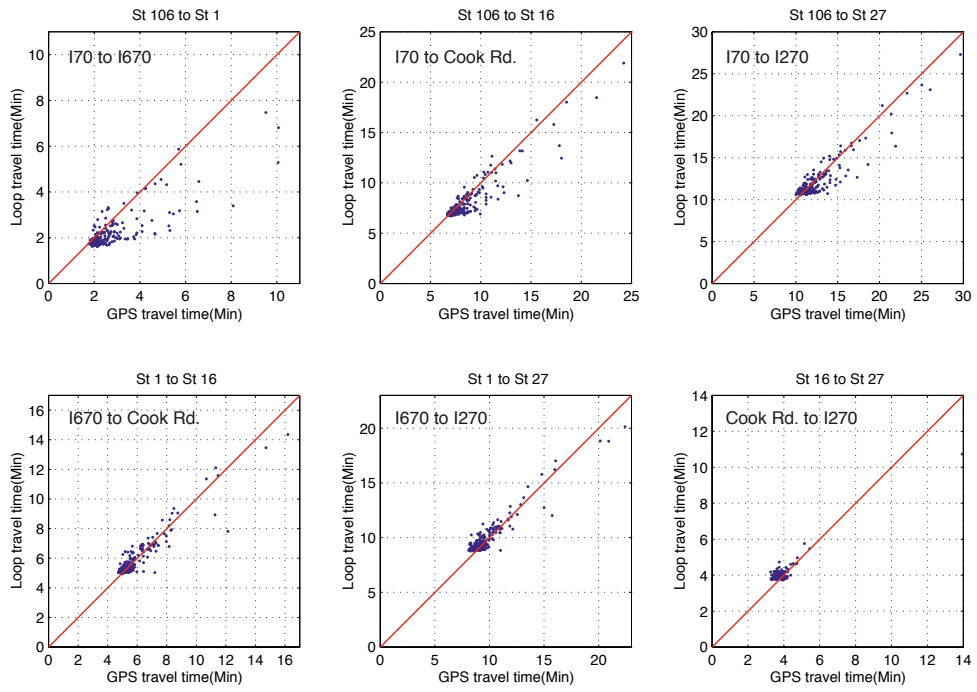 St 106 to St 1
I70 to I670
10
8
6
4
2
0
0 2 4 6 8 10
Loop travel time(Min)
GPS travel time(Min)
St 106 to St 16
I70 to Cook Rd.
25
20
15
10
5
0
0 5 10 15 20 25
Loop travel time(Min)
GPS travel time(Min)
St 106 to St 27
I70 to I270
30
25
20
15
10
5
0
0 5 10 15 20 25 30
Loop travel time(Min)
GPS travel time(Min)
St 1 to St 16
I670 to Cook Rd.
16
14
12
10
8
6
4
2
0
0 2 4 6 8 10 12 14 16
Loop travel time(Min)
GPS travel time(Min)
St 1 to St 27
I670 to I270
20
15
10
5
0
0 5 10 15 20
Loop travel time(Min)
GPS travel time(Min)
St 16 to St 27
Cook Rd. to I270
14
12
10
8
6
4
2
0
0 2 4 6 8 10 12 14
Loop travel time(Min)
GPS travel time(Min)